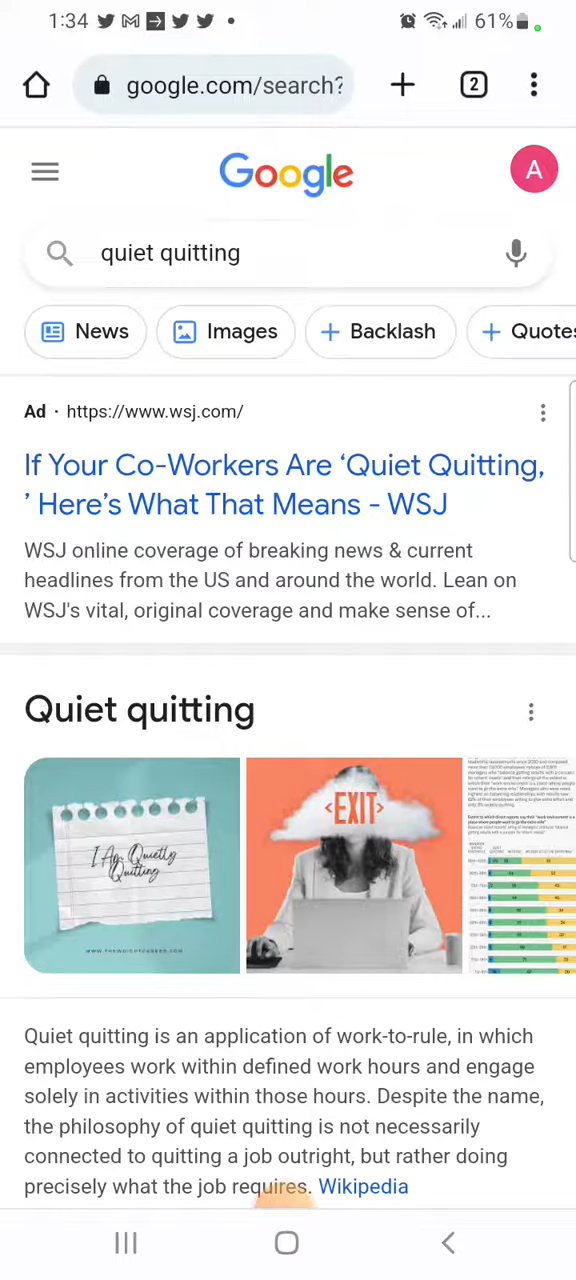 1:34
61%
google.com/search?
2
Google
A
quiet quitting
News
Images
Backlash
Quotes
Ad · https://www.wsj.com/
If Your Co-Workers Are ‘Quiet Quitting,
’ Here’s What That Means - WSJ
WSJ online coverage of breaking news & current
headlines from the US and around the world. Lean on
WSJ's vital, original coverage and make sense of...
Quiet quitting
I Am Quietly
Quitting
<EXIT>
Quiet quitting is an application of work-to-rule, in which
employees work within defined work hours and engage
solely in activities within those hours. Despite the name,
the philosophy of quiet quitting is not necessarily
connected to quitting a job outright, but rather doing
precisely what the job requires. Wikipedia